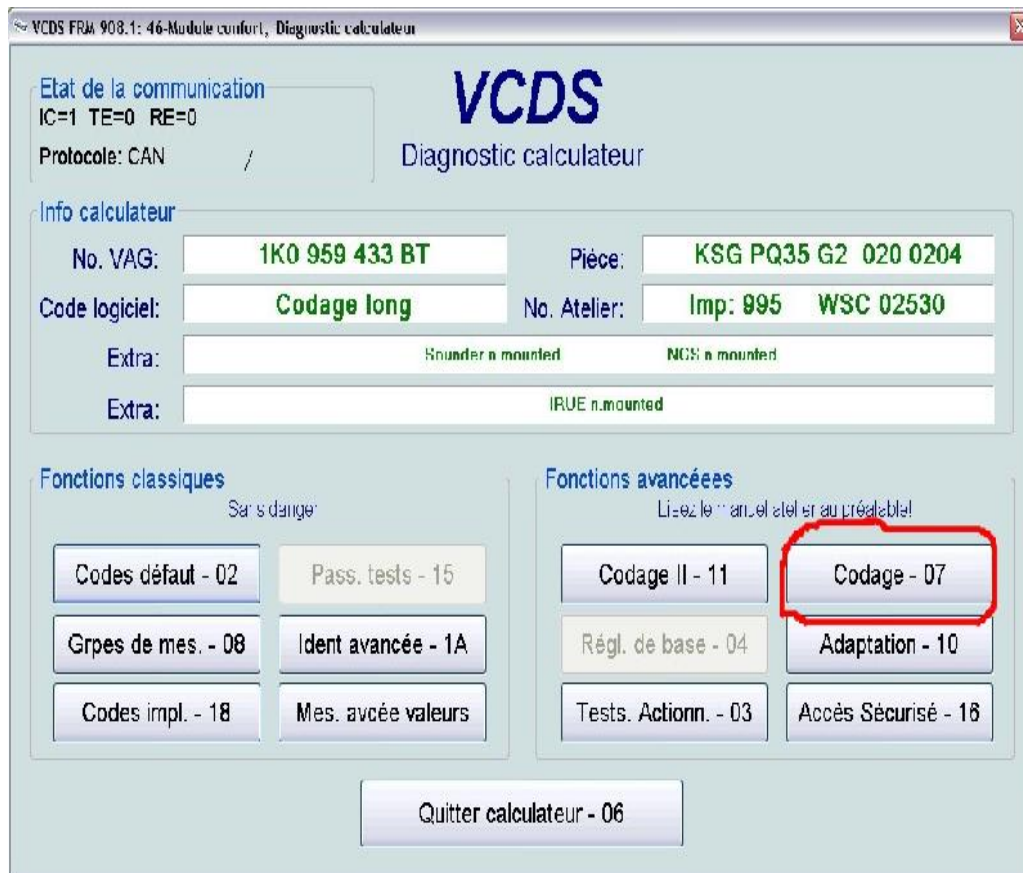 VCDS FRM 908.1: 46-Module confort, Diagnostic calculateur
Etat de la communication
IC=1 TE=0 RE=0
Protocole: CAN /
VCDS
Diagnostic calculateur
Info calculateur
No. VAG: 1K0 959 433 BT Pièce: KSG PQ35 G2 020 0204
Code logiciel: Codage long No. Atelier: Imp: 995 WSC 02530
Extra: Sounder n mounted NGS n mounted
Extra: IRUE n.mounted
Fonctions classiques
Sans danger
Codes défaut - 02 Pass. tests - 15
Grpes de mes. - 08 Ident avancée - 1A
Codes impl. - 18 Mes. avcée valeurs
Fonctions avancéees
Lisez le manuel atelier au préalable!
Codage II - 11 Codage - 07
Régl. de base - 04 Adaptation - 10
Tests. Actionn. - 03 Accès Sécurisé - 16
Quitter calculateur - 06